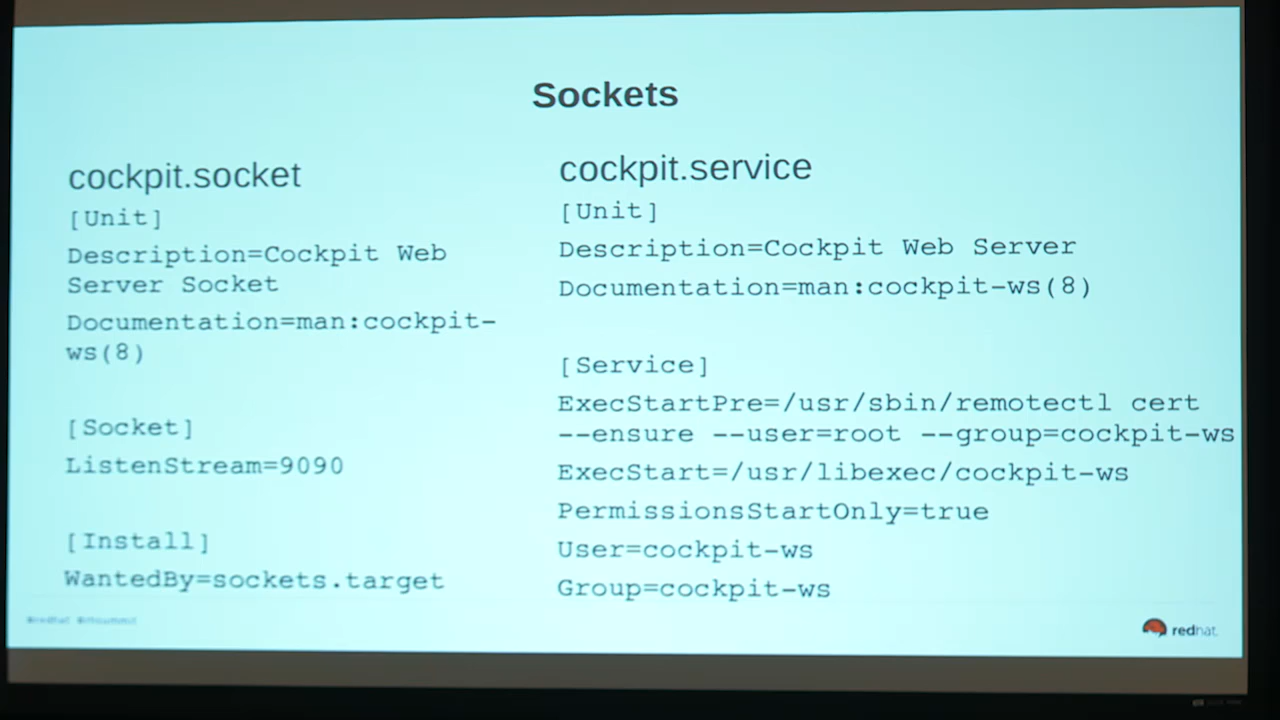 Sockets
cockpit.socket
[Unit]
Description=Cockpit Web
Server Socket
Documentation=man:cockpit-
ws(8)
[Socket]
ListenStream=9090
[Install]
WantedBy=sockets.target
cockpit.service
[Unit]
Description=Cockpit Web Server
Documentation=man:cockpit-ws(8)
[Service]
ExecStartPre=/usr/sbin/remotectl cert
--ensure --user=root --group=cockpit-ws
ExecStart=/usr/libexec/cockpit-ws
PermissionsStartOnly=true
User=cockpit-ws
Group=cockpit-ws
#redhat #rhsummit
redhat.